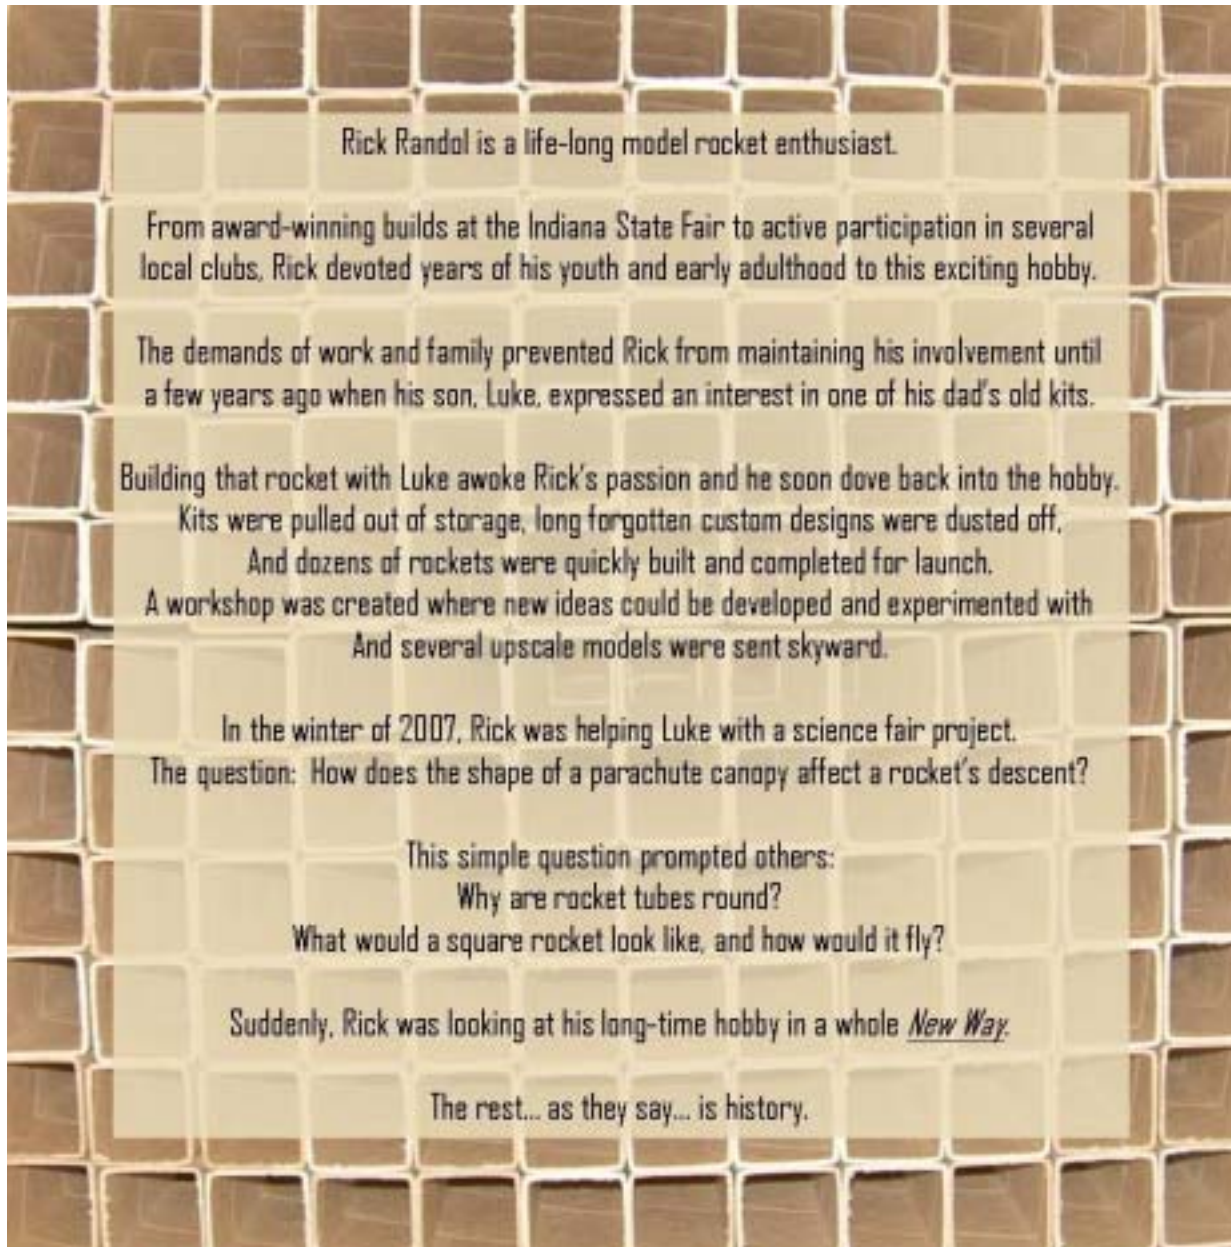 Rick Randol is a life-long model rocket enthusiast.
From award-winning builds at the Indiana State Fair to active participation in several
local clubs, Rick devoted years of his youth and early adulthood to this exciting hobby.
The demands of work and family prevented Rick from maintaining his involvement until
a few years ago when his son, Luke, expressed an interest in one of his dad's old kits.
Building that rocket with Luke awoke Rick's passion and he soon dove back into the hobby.
Kits were pulled out of storage, long forgotten custom designs were dusted off,
And dozens of rockets were quickly built and completed for launch.
A workshop was created where new ideas could be developed and experimented with
And several upscale models were sent skyward.
In the winter of 2007, Rick was helping Luke with a science fair project.
The question:  How does the shape of a parachute canopy affect a rocket's descent?
This simple question prompted others:
Why are rocket tubes round?
What would a square rocket look like, and how would it fly?
Suddenly, Rick was looking at his long-time hobby in a whole New Way.
The rest... as they say... is history.